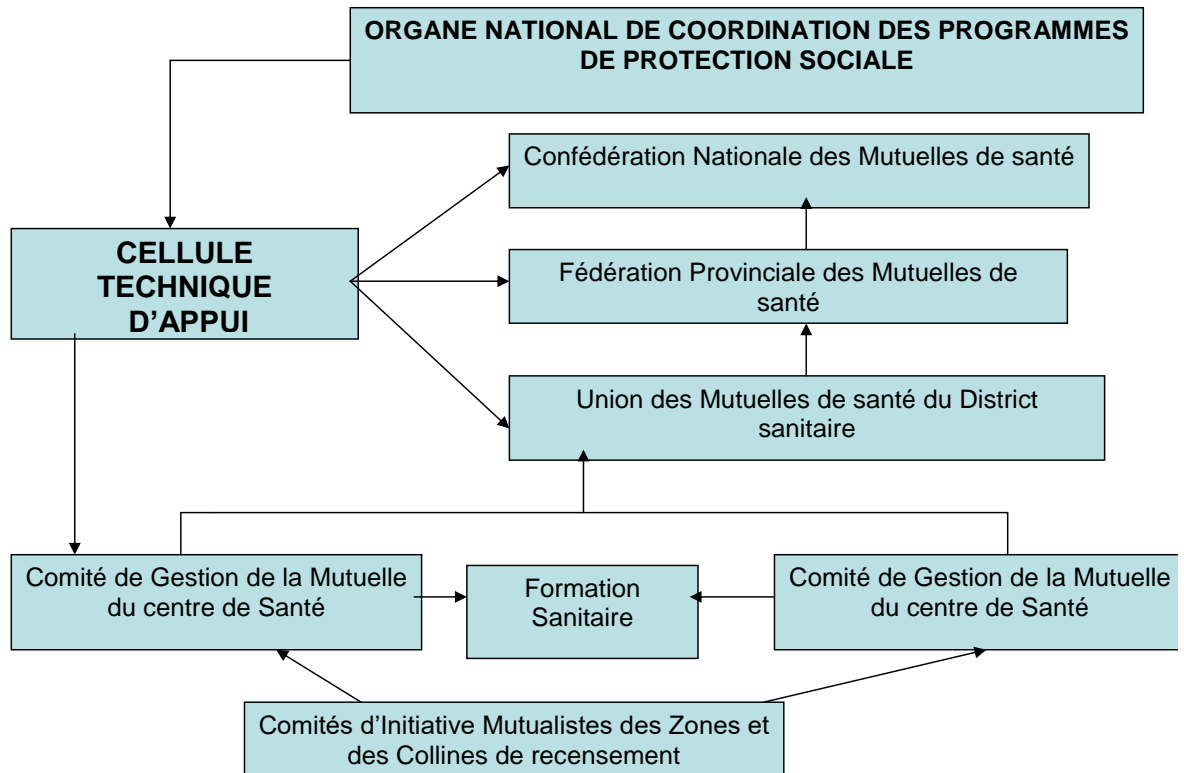 ORGANE NATIONAL DE COORDINATION DES PROGRAMMES
DE PROTECTION SOCIALE
Confédération Nationale des Mutuelles de santé
CELLULE
TECHNIQUE
D’APPUI
Fédération Provinciale des Mutuelles de
santé
Union des Mutuelles de santé du District
sanitaire
Comité de Gestion de la Mutuelle
du centre de Santé
Formation
Sanitaire
Comité de Gestion de la Mutuelle
du centre de Santé
Comités d’Initiative Mutualistes des Zones et
des Collines de recensement